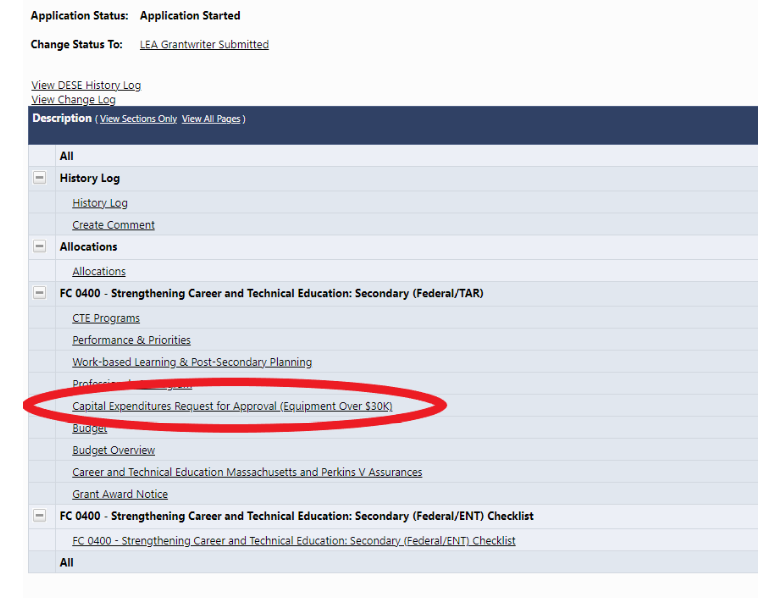 Application Status: Application Started
Change Status To: LEA Grantwriter Submitted
View DESE History Log
View Change Log
Description ( View Sections Only View All Pages )
All
History Log
History Log
Create Comment
Allocations
Allocations
FC 0400 - Strengthening Career and Technical Education: Secondary (Federal/TAR)
CTE Programs
Performance & Priorities
Work-based Learning & Post-Secondary Planning
Capital Expenditures Request for Approval (Equipment Over $30K)
Budget
Budget Overview
Career and Technical Education Massachusetts and Perkins V Assurances
Grant Award Notice
FC 0400 - Strengthening Career and Technical Education: Secondary (Federal/ENT) Checklist
FC 0400 - Strengthening Career and Technical Education: Secondary (Federal/ENT) Checklist
All